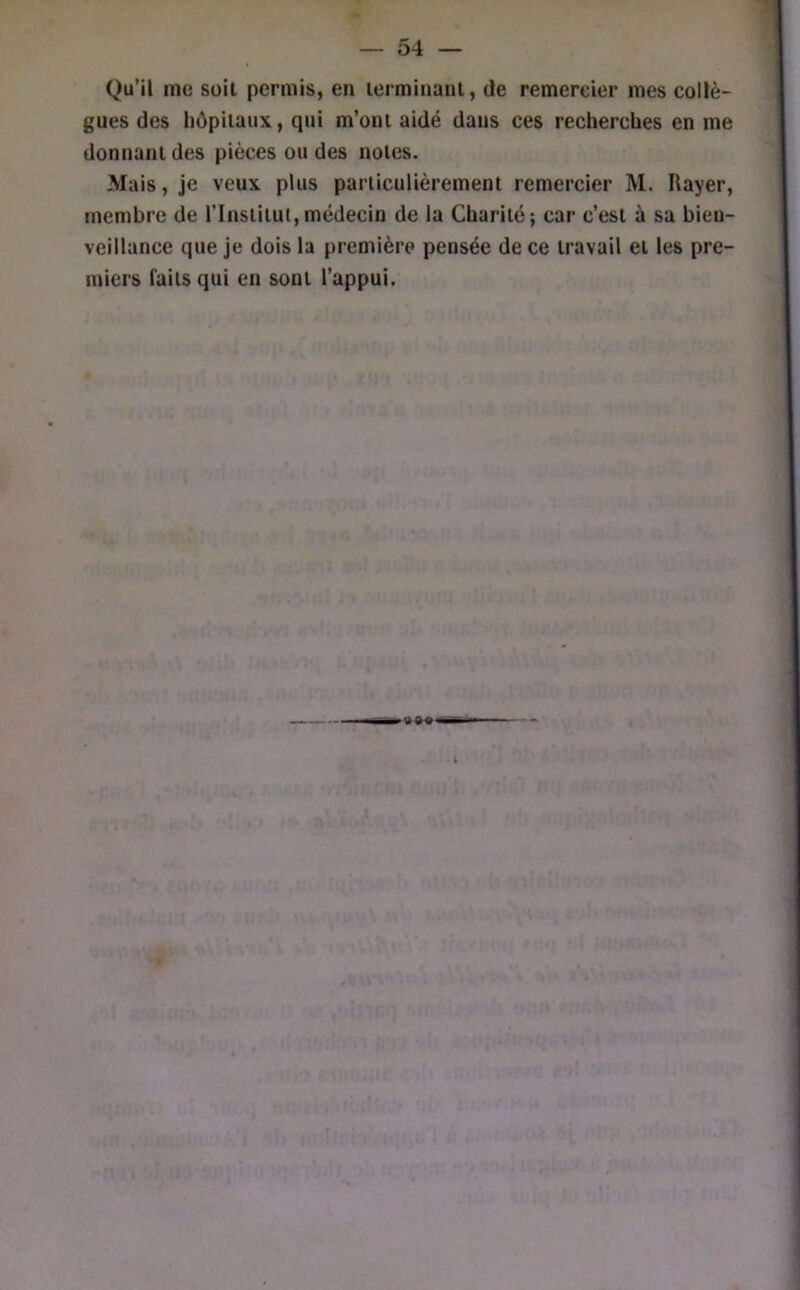 — 54 —
Qu’il me soit permis, en terminant, de remercier mes collè-
gues des hôpitaux, qui m’ont aidé dans ces recherches en me
donnant des pièces ou des notes.
Mais, je veux plus particulièrement remercier M. Rayer,
membre de l’Institut, médecin de la Charité; car c’est à sa bien-
veillance que je dois la première pensée de ce travail et les pre-
miers faits qui en sont l’appui.